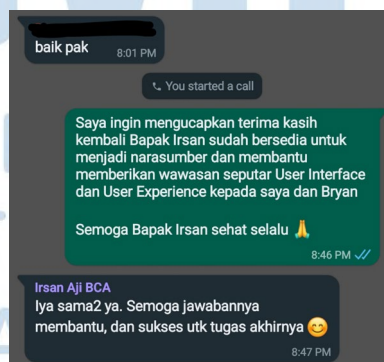 baik pak
8:01 PM
You started a call
Saya ingin mengucapkan terima kasih
kembali Bapak Irsan sudah bersedia untuk
menjadi narasumber dan membantu
memberikan wawasan seputar User Interface
dan User Experience kepada saya dan Bryan
Semoga Bapak Irsan sehat selalu 🙏
8:46 PM
Irsan Aji BCA
Iya sama2 ya. Semoga jawabannya
membantu, dan sukses utk tugas akhirnya 😊
8:47 PM